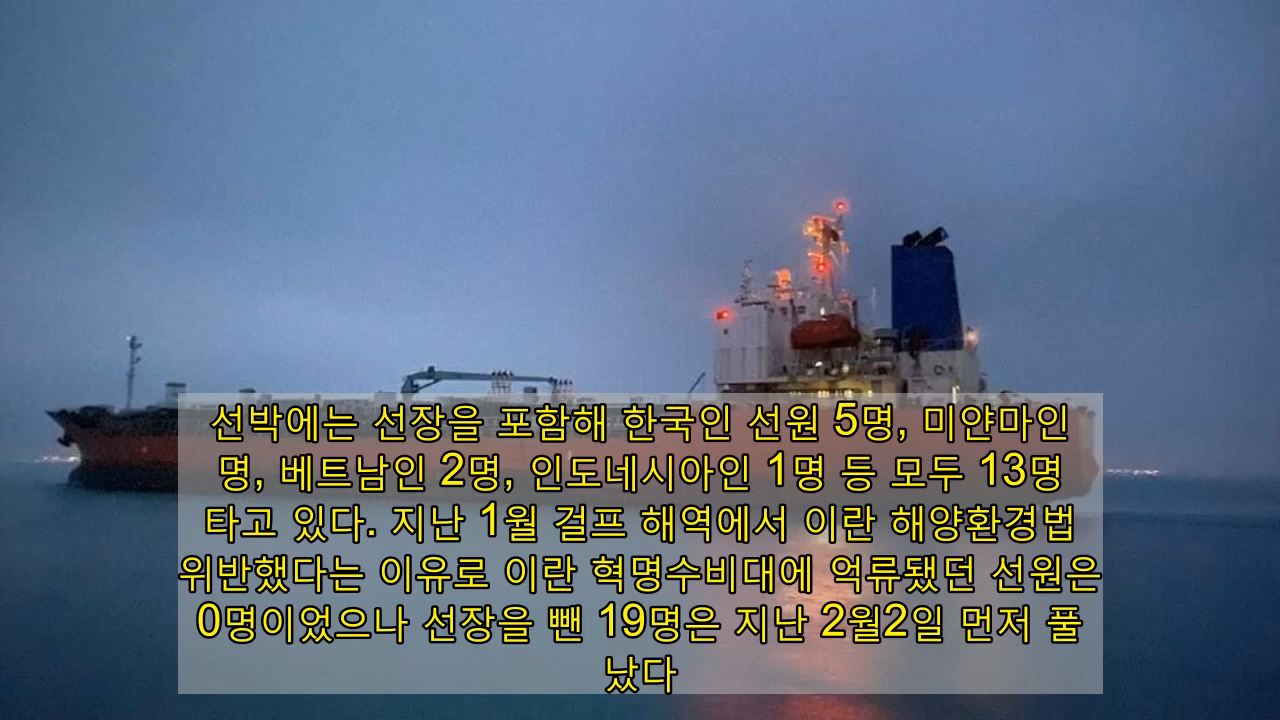 선박에는 선장을 포함해 한국인 선원 5명, 미얀마인
명, 베트남인 2명, 인도네시아인 1명 등 모두 13명
타고 있다. 지난 1월 걸프 해역에서 이란 해양환경법
위반했다는 이유로 이란 혁명수비대에 억류됐던 선원은
0명이었으나 선장을 뺀 19명은 지난 2월2일 먼저 풀
났다